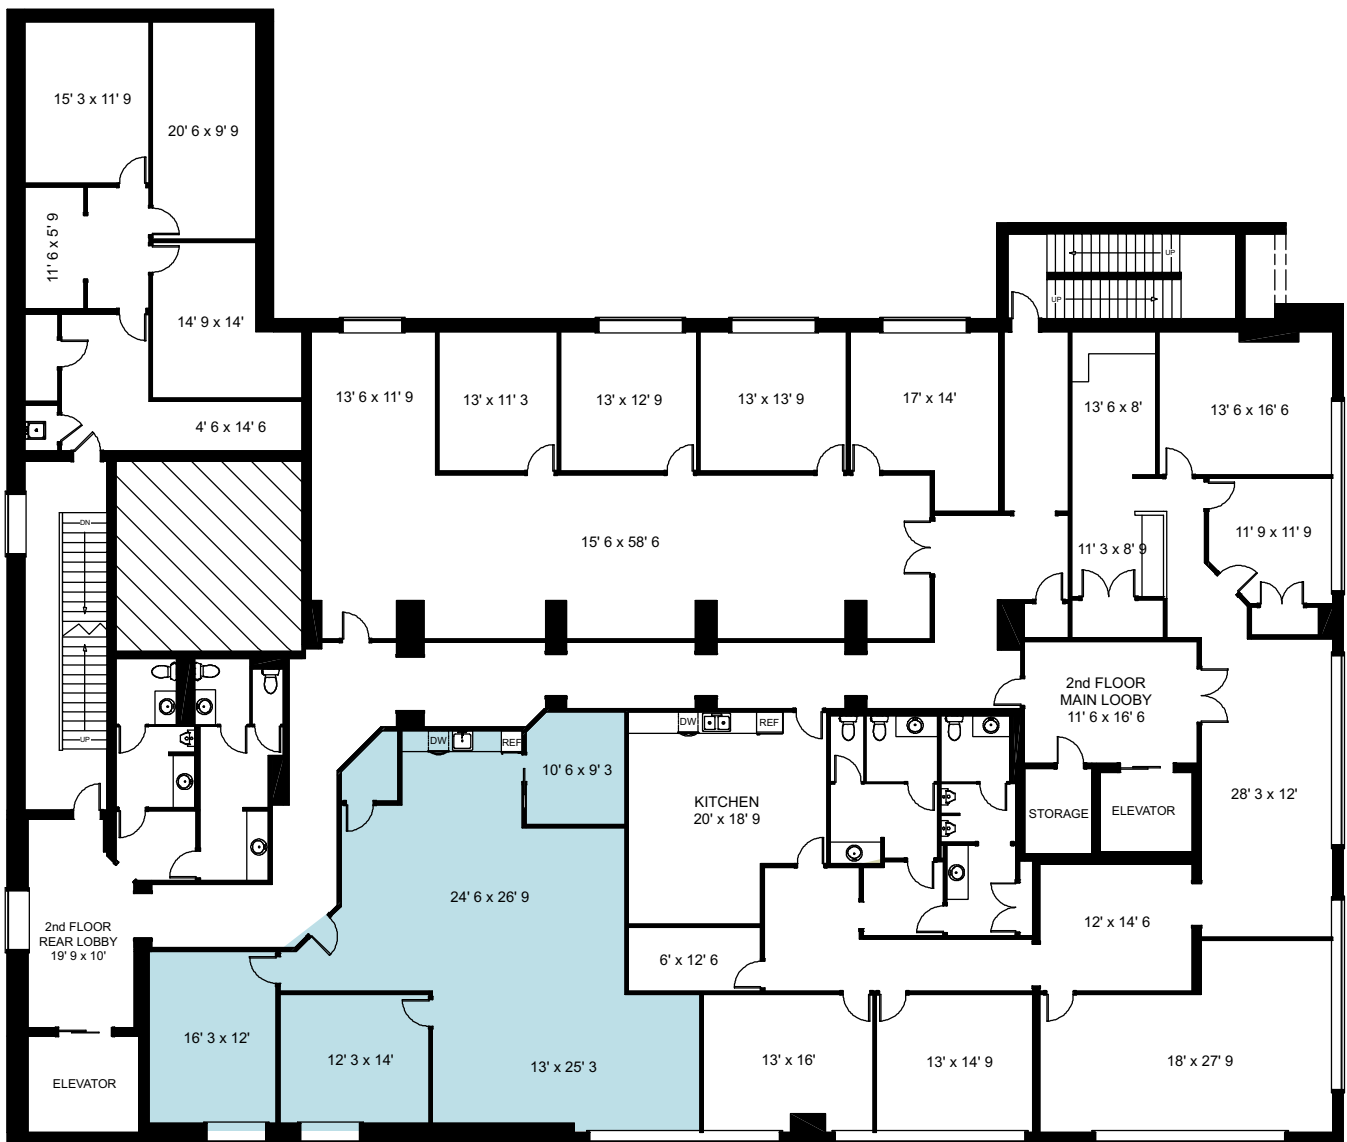 15' 3 x 11' 9
20' 6 x 9' 9
11' 6 x 5' 9
14' 9 x 14'
4' 6 x 14' 6
UP
UP
13' 6 x 11' 9
13' x 11' 3
13' x 12' 9
13' x 13' 9
17' x 14'
13' 6 x 8'
13' 6 x 16' 6
11' 3 x 8' 9
11' 9 x 11' 9
15' 6 x 58' 6
DN
UP
2nd FLOOR
MAIN LOOBY
11' 6 x 16' 6
DW
REF
DW
REF
10' 6 x 9' 3
KITCHEN
20' x 18' 9
STORAGE
ELEVATOR
28' 3 x 12'
24' 6 x 26' 9
2nd FLOOR
REAR LOBBY
19' 9 x 10'
12' x 14' 6
6' x 12' 6
16' 3 x 12'
12' 3 x 14'
13' x 25' 3
13' x 16'
13' x 14' 9
18' x 27' 9
ELEVATOR